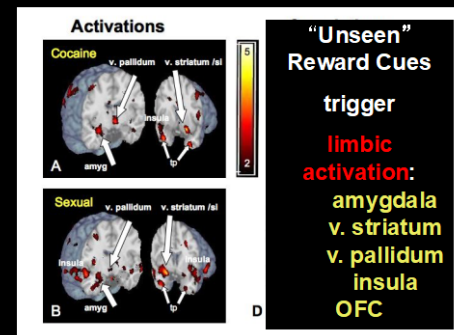 Activations
Cocaine
v. pallidum
v. striatum /si
insula
amyg
tp
A
5
2
Sexual
v. pallidum
v. striatum /si
insula
insula
amyg
tp
B
D
“Unseen”
Reward Cues
trigger
limbic
activation:
amygdala
v. striatum
v. pallidum
insula
OFC